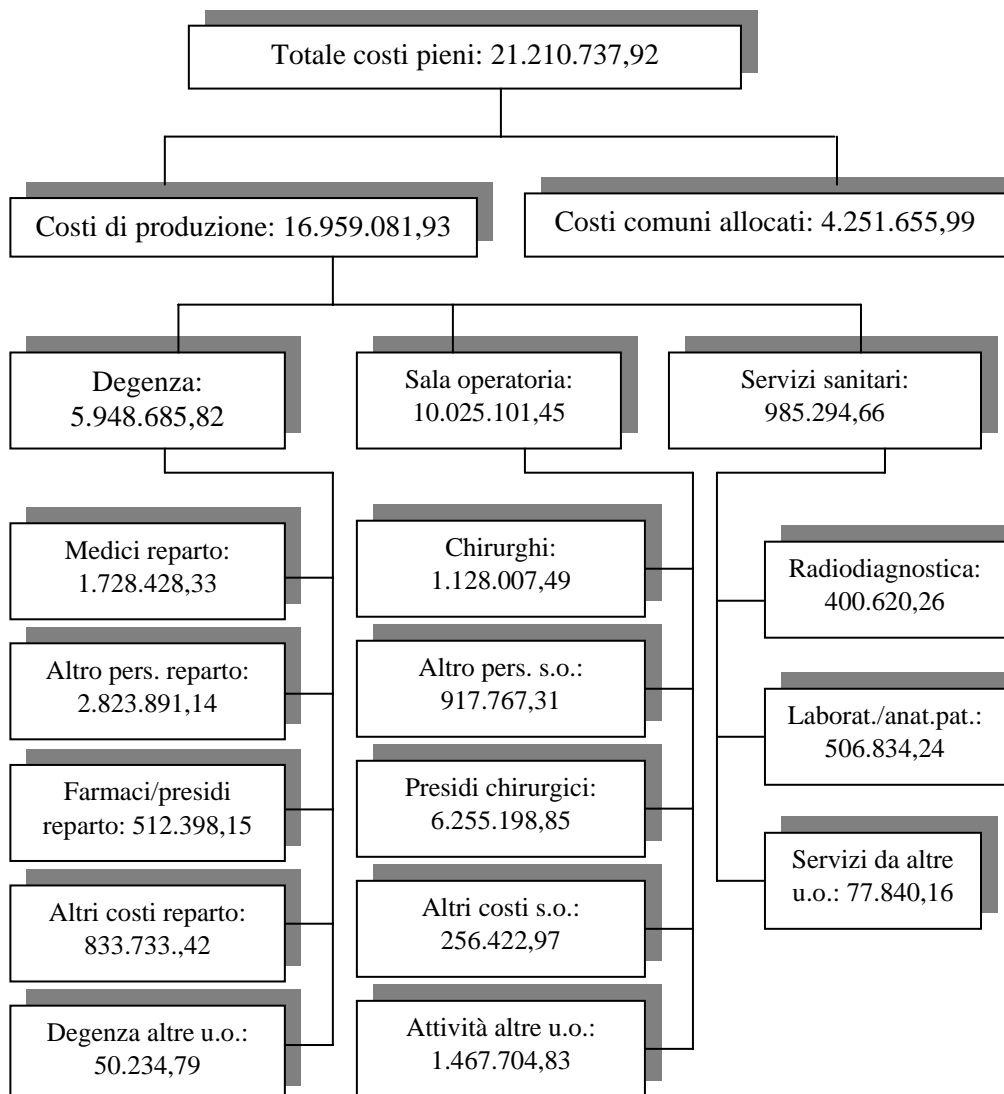 Totale costi pieni: 21.210.737,92
Costi di produzione: 16.959.081,93
Costi comuni allocati: 4.251.655,99
Degenza:
5.948.685,82
Sala operatoria:
10.025.101,45
Servizi sanitari:
985.294,66
Medici reparto:
1.728.428,33
Altro pers. reparto:
2.823.891,14
Farmaci/presidi
reparto: 512.398,15
Altri costi reparto:
833.733.,42
Degenza altre u.o.:
50.234,79
Chirurghi:
1.128.007,49
Altro pers. s.o.:
917.767,31
Presidi chirurgici:
6.255.198,85
Altri costi s.o.:
256.422,97
Attività altre u.o.:
1.467.704,83
Radiodiagnostica:
400.620,26
Laborat./anat.pat.:
506.834,24
Servizi da altre
u.o.: 77.840,16